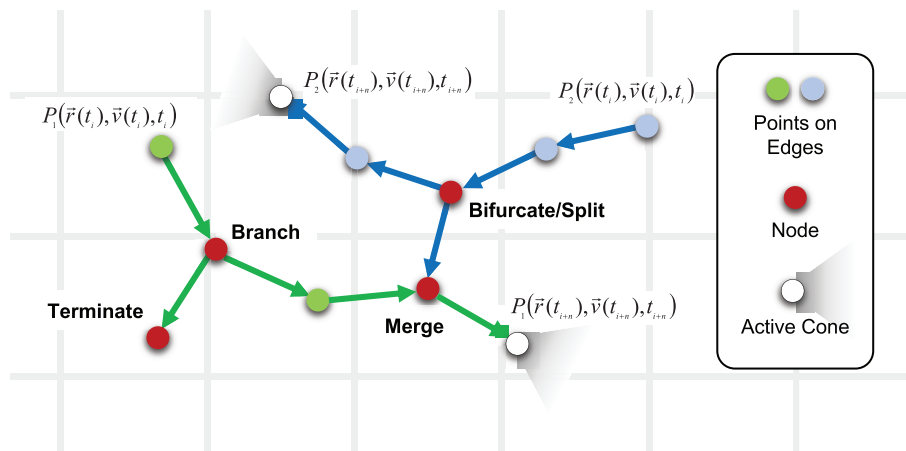 P₂(r⃗(tᵢ₊ₙ),v⃗(tᵢ₊ₙ),tᵢ₊ₙ)
P₂(r⃗(tᵢ),v⃗(tᵢ),tᵢ)
P₁(r⃗(tᵢ),v⃗(tᵢ),tᵢ)
Bifurcate/Split
Branch
Terminate
Merge
P₁(r⃗(tᵢ₊ₙ),v⃗(tᵢ₊ₙ),tᵢ₊ₙ)
Points on
Edges
Node
Active Cone